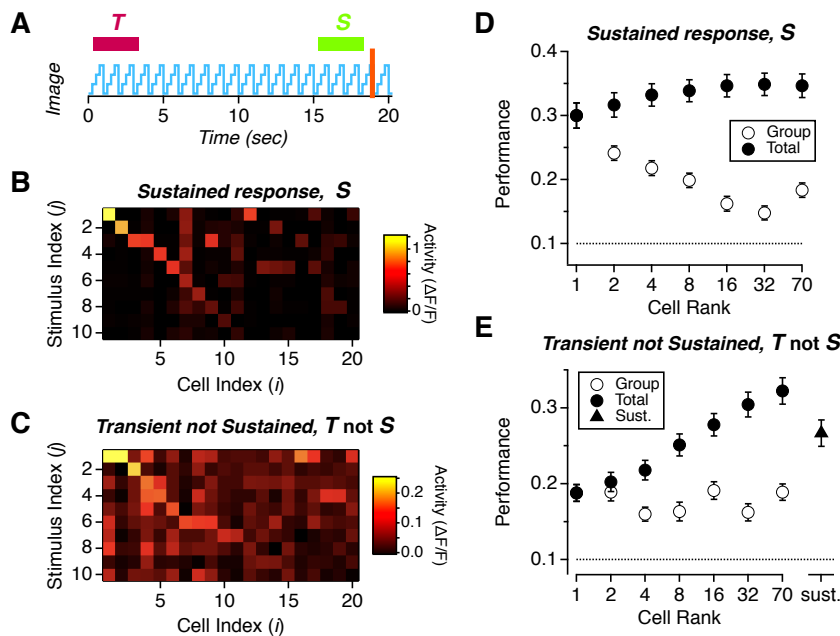 A
T
S
Image
0
5
10
15
20
Time (sec)
B
Sustained response, S
Stimulus Index (j)
2
4
6
8
10
5
10
15
20
Cell Index (i)
1
0
Activity (ΔF/F)
C
Transient not Sustained, T not S
Stimulus Index (j)
2
4
6
8
10
5
10
15
20
Cell Index (i)
0.2
0.1
0.0
Activity (ΔF/F)
D
Sustained response, S
Performance
0.4
0.3
0.2
0.1
Group
Total
1
2
4
8
16
32
70
Cell Rank
E
Transient not Sustained, T not S
Performance
0.3
0.2
0.1
Group
Total
Sust.
1
2
4
8
16
32
70
sust.
Cell Rank